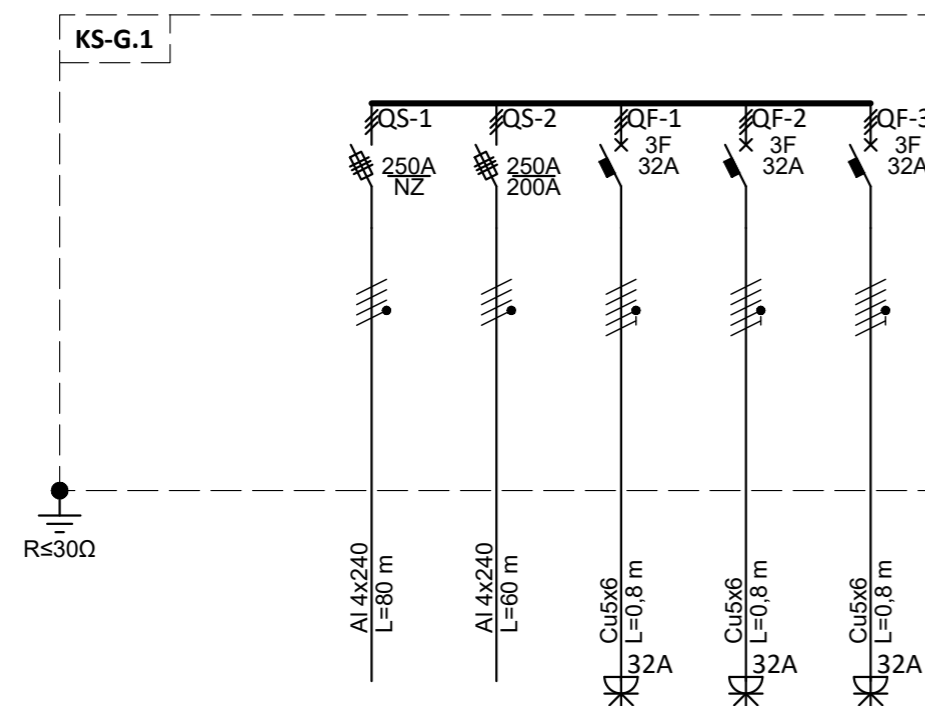 KS-G.1
QS-1
QS-2
QF-1
QF-2
QF-3
250A
NZ
250A
200A
3F
32A
3F
32A
3F
32A
R≤30Ω
Al 4x240
L=80 m
Al 4x240
L=60 m
Cu5x6
L=0,8 m
Cu5x6
L=0,8 m
Cu5x6
L=0,8 m
32A
32A
32A